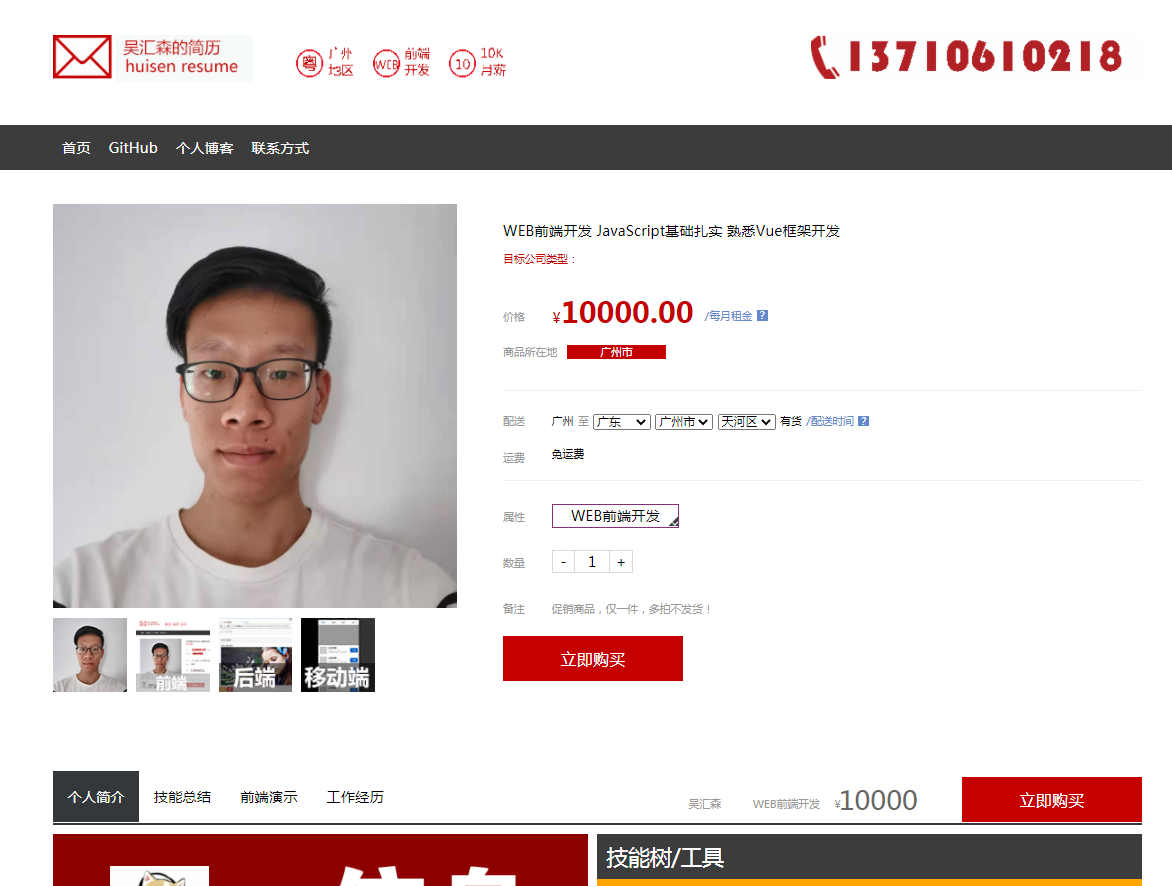 吴汇森的简历
huisen resume
粤
广州
地区
WEB
前端
开发
10
10K
月薪
13710610218
首页 GitHub 个人博客 联系方式
WEB前端开发 JavaScript基础扎实 熟悉Vue框架开发
目标公司类型：
价格 ¥10000.00 /每月租金 ?
商品所在地 广州市
配送 广州 至 广东 广州市 天河区 有货 /配送时间 ?
运费 免运费
属性 WEB前端开发
数量 - 1 +
备注 促销商品，仅一件，多拍不发货！
立即购买
前端 后端 移动端
个人简介 技能总结 前端演示 工作经历 吴汇森 WEB前端开发 ¥10000 立即购买
技能树/工具